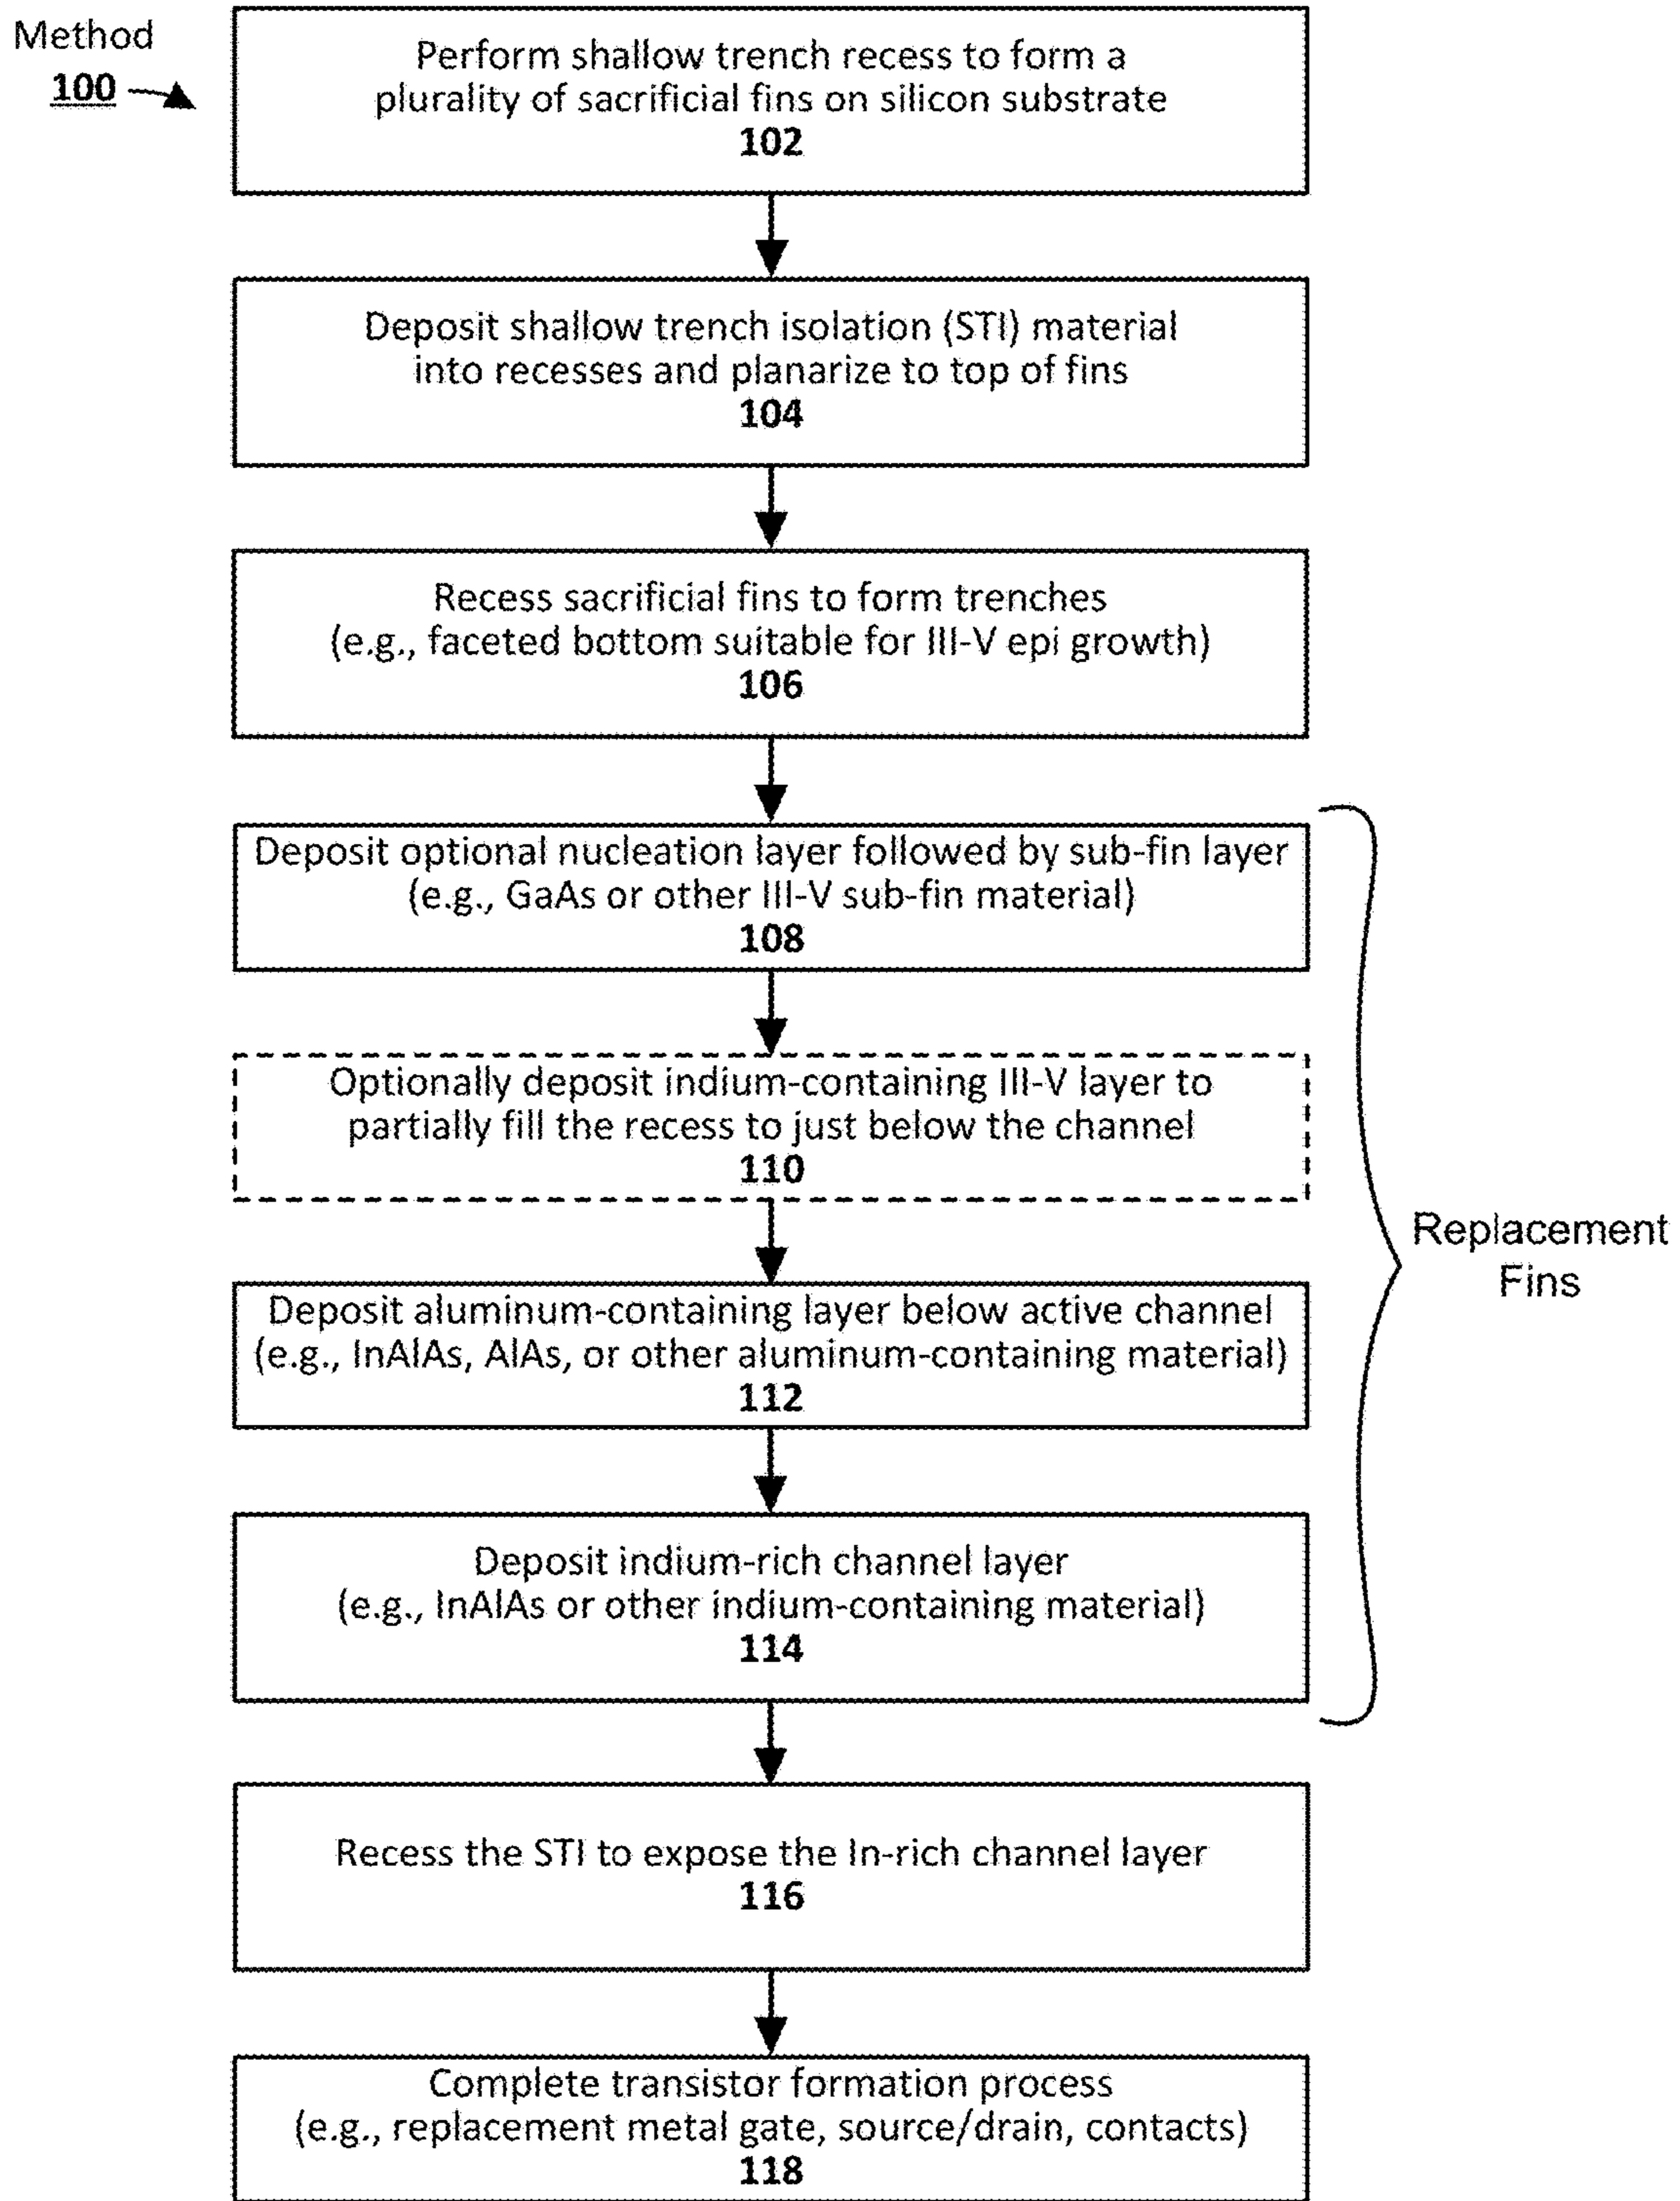 Method
100
Perform shallow trench recess to form a
plurality of sacrificial fins on silicon substrate
102
Deposit shallow trench isolation (STI) material
into recesses and planarize to top of fins
104
Recess sacrificial fins to form trenches
(e.g., faceted bottom suitable for III-V epi growth)
106
Deposit optional nucleation layer followed by sub-fin layer
(e.g., GaAs or other III-V sub-fin material)
108
Optionally deposit indium-containing III-V layer to
partially fill the recess to just below the channel
110
Deposit aluminum-containing layer below active channel
(e.g., InAlAs, AlAs, or other aluminum-containing material)
112
Deposit indium-rich channel layer
(e.g., InAlAs or other indium-containing material)
114
Replacement
Fins
Recess the STI to expose the In-rich channel layer
116
Complete transistor formation process
(e.g., replacement metal gate, source/drain, contacts)
118